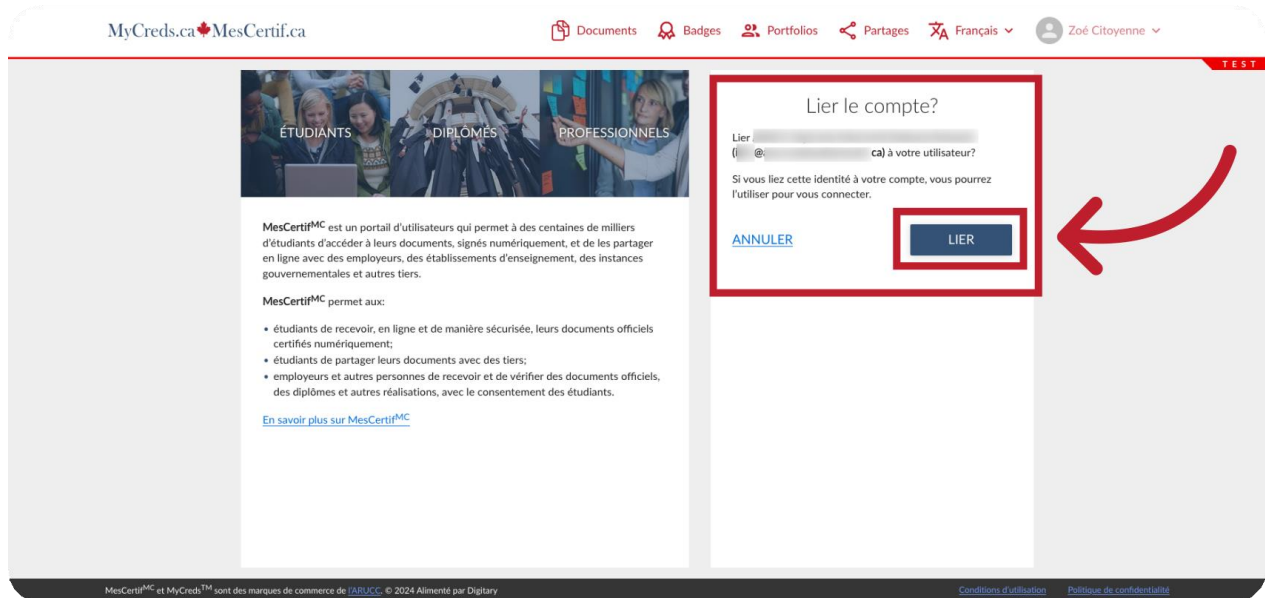 MyCreds.ca MesCertif.ca
Documents
Badges
Portfolios
Partages
Français
Zoé Citoyenne
TEST
ÉTUDIANTS
DIPLÔMÉS
PROFESSIONNELS
MesCertifMC est un portail d'utilisateurs qui permet à des centaines de milliers
d'étudiants d'accéder à leurs documents, signés numériquement, et de les partager
en ligne avec des employeurs, des établissements d'enseignement, des instances
gouvernementales et autres tiers.
MesCertifMC permet aux:
• étudiants de recevoir, en ligne et de manière sécurisée, leurs documents officiels
certifiés numériquement;
• étudiants de partager leurs documents avec des tiers;
• employeurs et autres personnes de recevoir et de vérifier des documents officiels,
des diplômes et autres réalisations, avec le consentement des étudiants.
En savoir plus sur MesCertifMC
Lier le compte?
Lier
(i @ ca) à votre utilisateur?
Si vous liez cette identité à votre compte, vous pourrez
l'utiliser pour vous connecter.
ANNULER
LIER
MesCertifMC et MyCredsTM sont des marques de commerce de l'ARUCC. © 2024 Alimenté par Digitary
Conditions d'utilisation
Politique de confidentialité